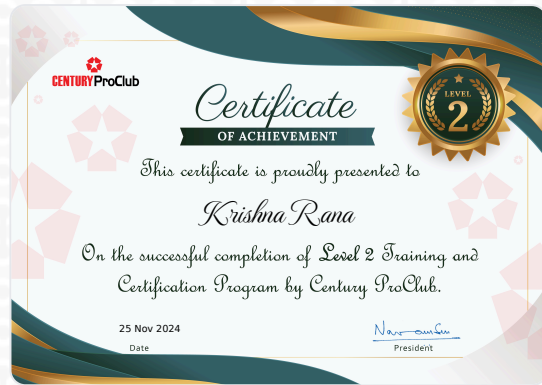 CENTURY ProClub
LEVEL
2
Certificate
OF ACHIEVEMENT
This certificate is proudly presented to
Krishna Rana
On the successful completion of Level 2 Training and
Certification Program by Century ProClub.
25 Nov 2024
Date
President